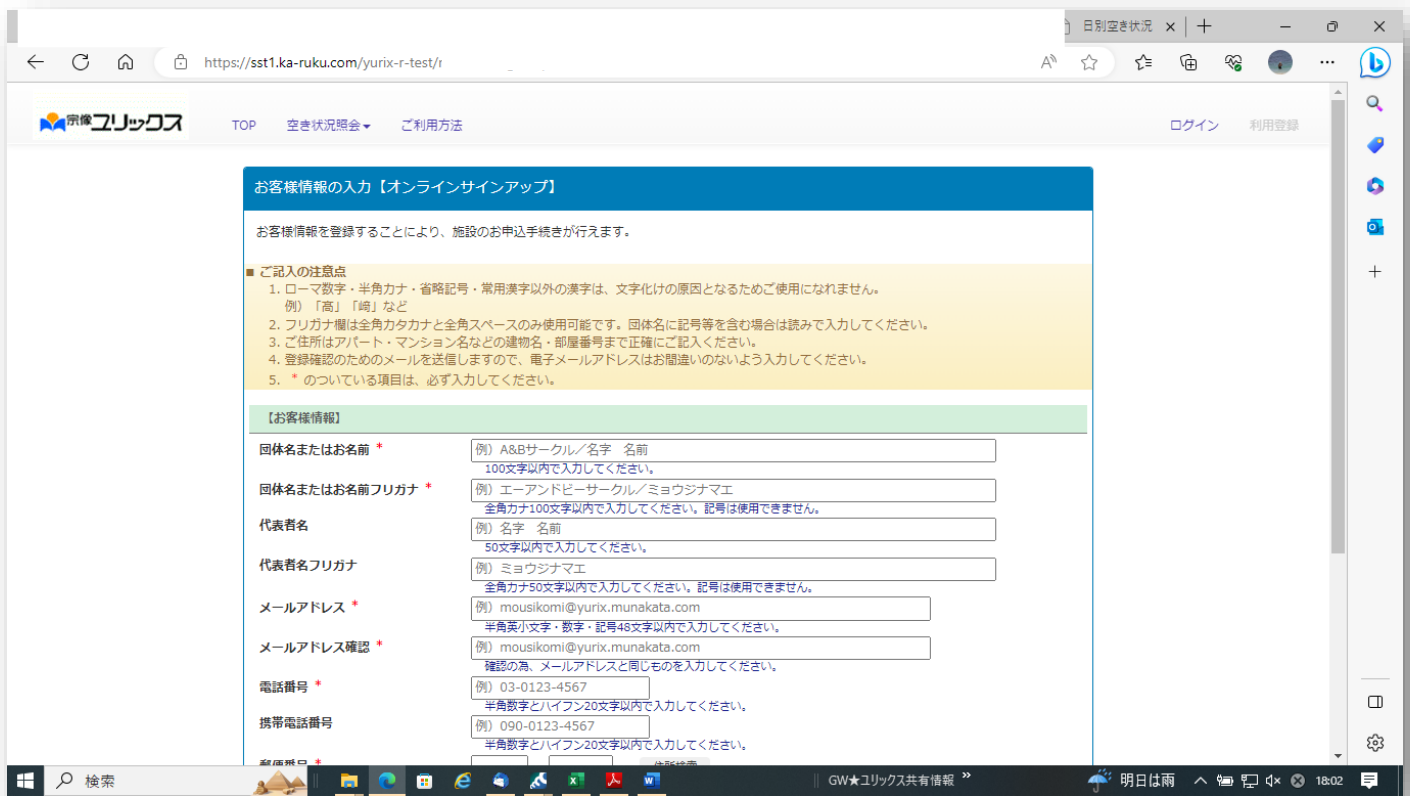 日別空き状況
https://sst1.ka-ruku.com/yurix-r-test/r
宗像ユリックス
TOP 空き状況照会▼ ご利用方法
ログイン 利用登録
お客様情報の入力【オンラインサインアップ】
お客様情報を登録することにより、施設のお申込手続きが行えます。
■ ご記入の注意点
1. ローマ数字・半角カナ・省略記号・常用漢字以外の漢字は、文字化けの原因となるためご使用になれません。
例）「髙」「﨑」など
2. フリガナ欄は全角カタカナと全角スペースのみ使用可能です。団体名に記号等を含む場合は読みで入力してください。
3. ご住所はアパート・マンション名などの建物名・部屋番号まで正確にご記入ください。
4. 登録確認のためのメールを送信しますので、電子メールアドレスはお間違いのないよう入力してください。
5. * のついている項目は、必ず入力してください。
【お客様情報】
団体名またはお名前 *
例）A&Bサークル／名字　名前
100文字以内で入力してください。
団体名またはお名前フリガナ *
例）エーアンドビーサークル／ミョウジナマエ
全角カナ100文字以内で入力してください。記号は使用できません。
代表者名
例）名字　名前
50文字以内で入力してください。
代表者名フリガナ
例）ミョウジナマエ
全角カナ50文字以内で入力してください。記号は使用できません。
メールアドレス *
例）mousikomi@yurix.munakata.com
半角英小文字・数字・記号48文字以内で入力してください。
メールアドレス確認 *
例）mousikomi@yurix.munakata.com
確認の為、メールアドレスと同じものを入力してください。
電話番号 *
例）03-0123-4567
半角数字とハイフン20文字以内で入力してください。
携帯電話番号
例）090-0123-4567
半角数字とハイフン20文字以内で入力してください。
郵便番号 *
住所検索
検索
GW★ユリックス共有情報
明日は雨
18:02